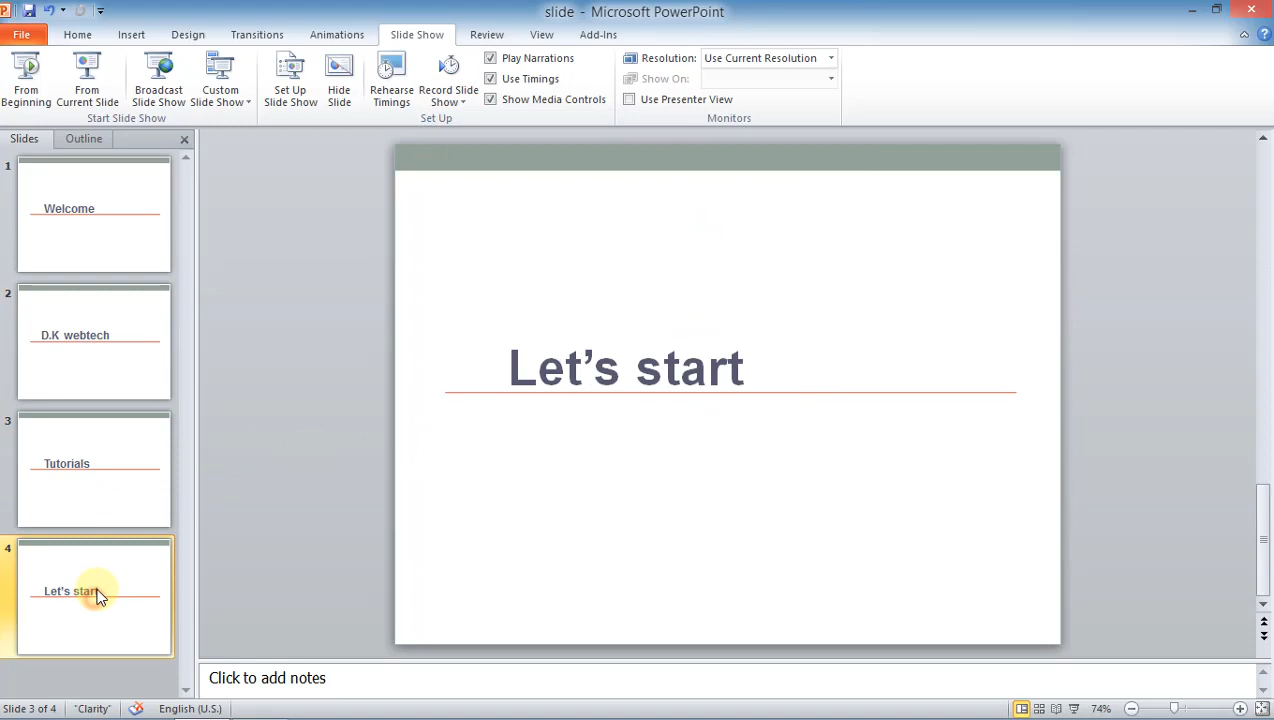 slide - Microsoft PowerPoint
File Home Insert Design Transitions Animations Slide Show Review View Add-Ins
From Beginning
From Current Slide
Broadcast Slide Show
Custom Slide Show
Start Slide Show
Set Up Slide Show
Hide Slide
Rehearse Timings
Record Slide Show
Play Narrations
Use Timings
Show Media Controls
Set Up
Resolution: Use Current Resolution
Show On:
Use Presenter View
Monitors
Slides Outline
1
Welcome
2
D.K webtech
3
Tutorials
4
Let's start
Let’s start
Click to add notes
Slide 3 of 4 "Clarity" English (U.S.) 74%